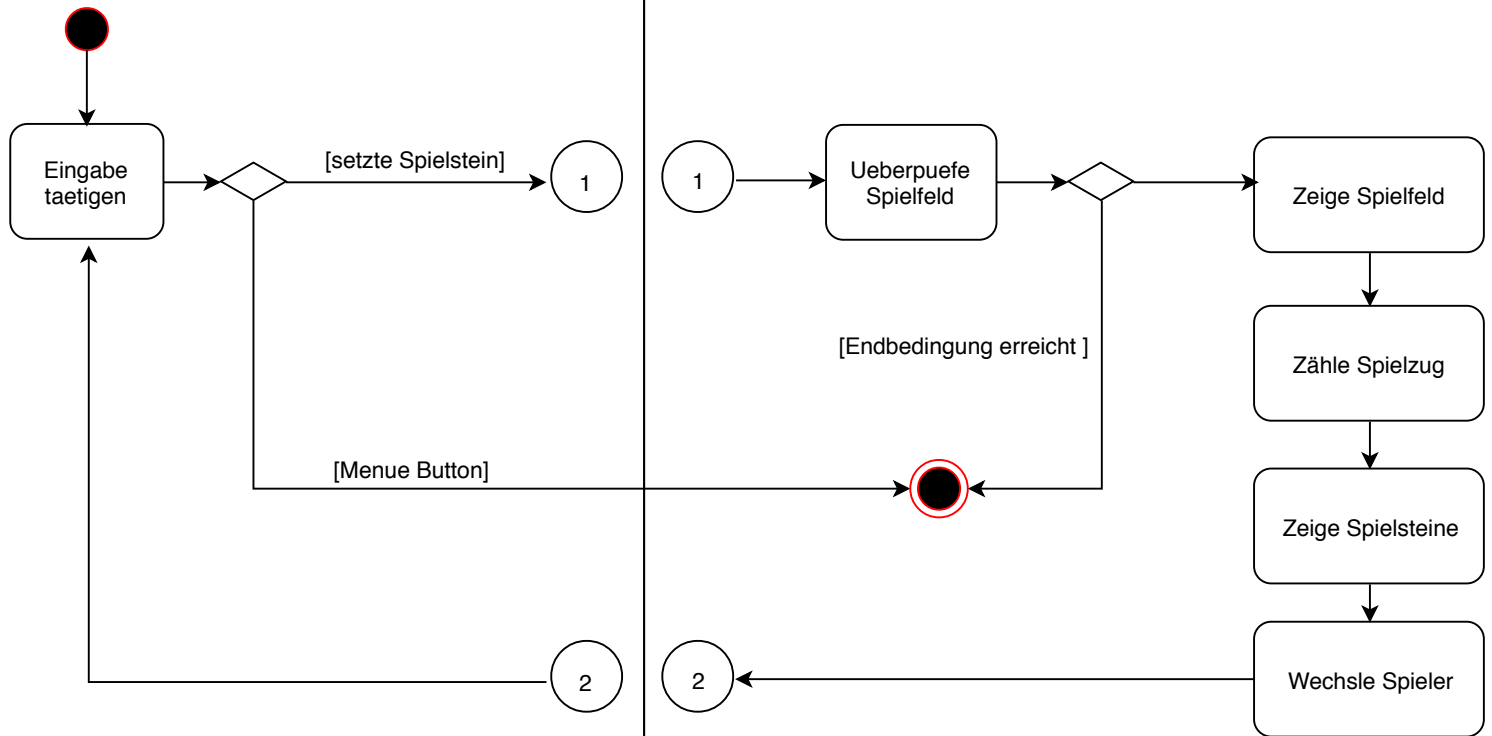 Eingabe
taetigen
[setzte Spielstein]
1
1
Ueberpuefe
Spielfeld
Zeige Spielfeld
[Endbedingung erreicht ]
Zähle Spielzug
[Menue Button]
Zeige Spielsteine
2
2
Wechsle Spieler